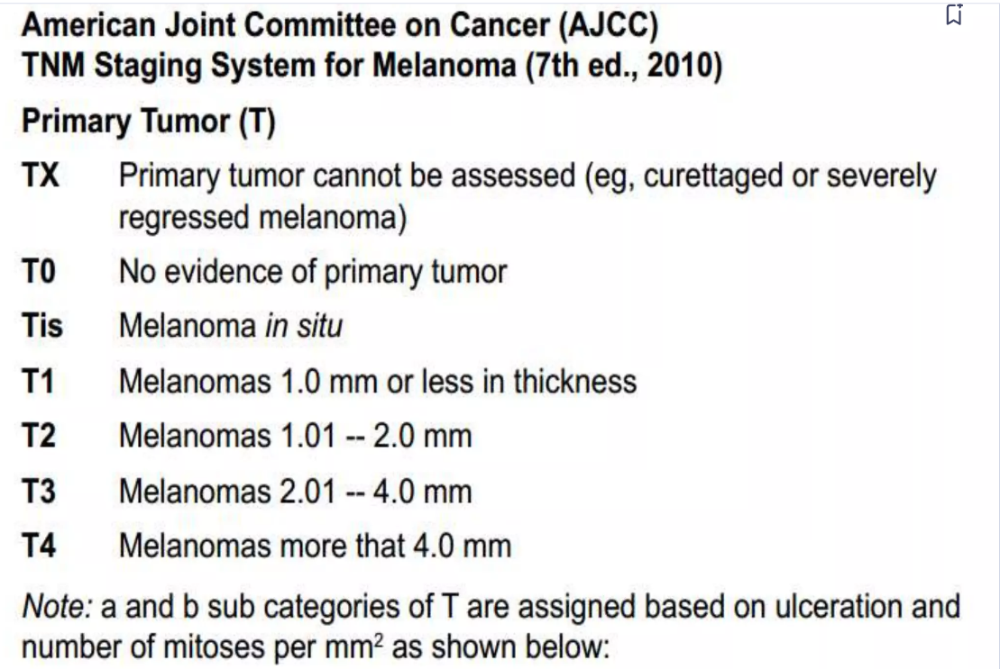 American Joint Committee on Cancer (AJCC)
TNM Staging System for Melanoma (7th ed., 2010)
Primary Tumor (T)
TX Primary tumor cannot be assessed (eg, curettaged or severely
regressed melanoma)
T0 No evidence of primary tumor
Tis Melanoma in situ
T1 Melanomas 1.0 mm or less in thickness
T2 Melanomas 1.01 -- 2.0 mm
T3 Melanomas 2.01 -- 4.0 mm
T4 Melanomas more that 4.0 mm
Note: a and b sub categories of T are assigned based on ulceration and
number of mitoses per mm² as shown below: